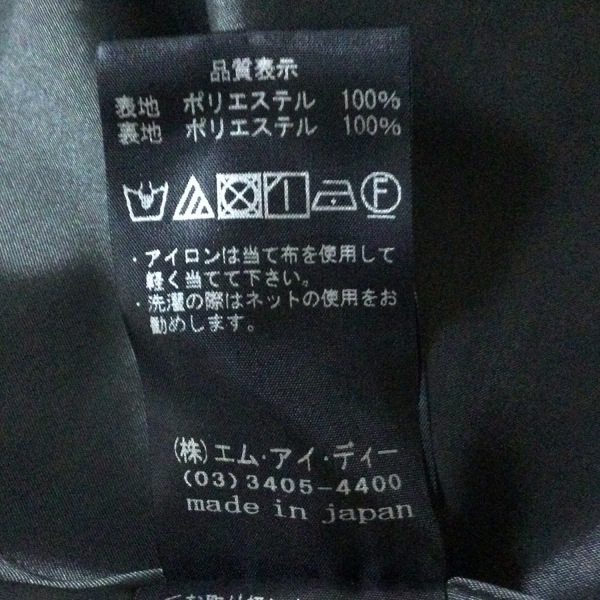 品質表示
表地 ポリエステル 100%
裏地 ポリエステル 100%
・アイロンは当て布を使用して
軽く当てて下さい。
・洗濯の際はネットの使用をお
勧めします。
(株)エム・アイ・ディー
(03)3405-4400
made in japan